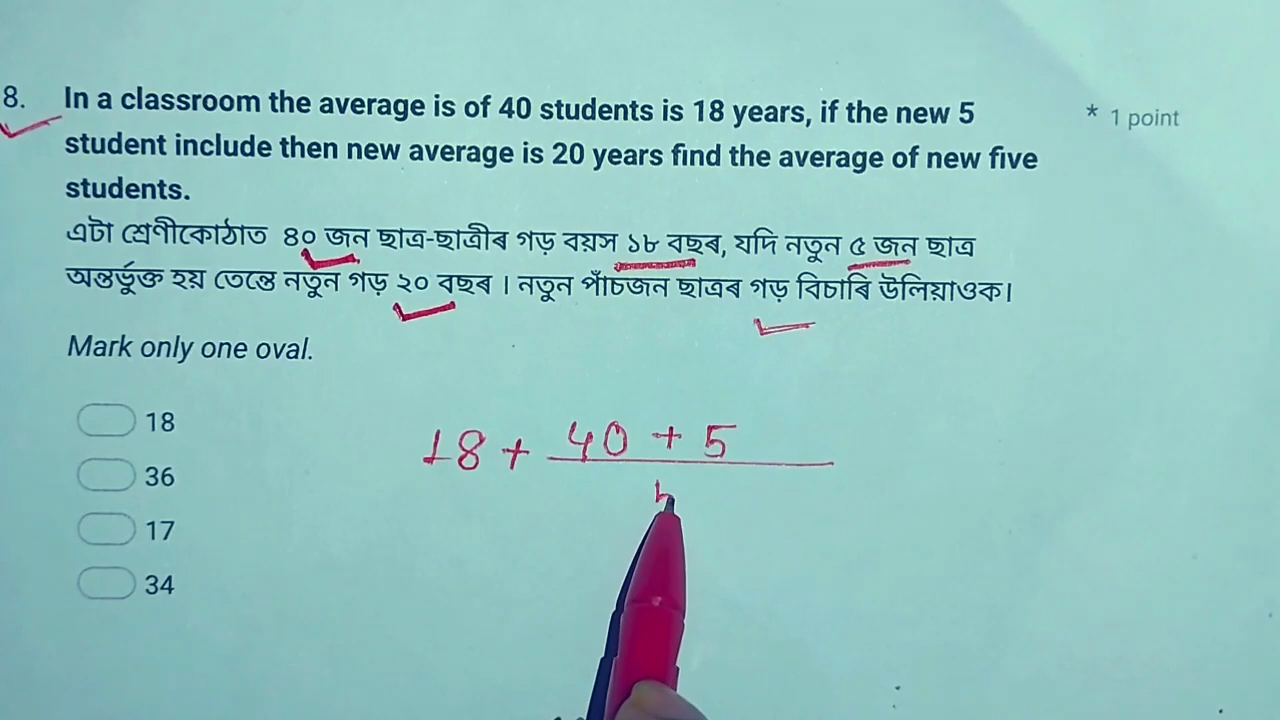 8. In a classroom the average is of 40 students is 18 years, if the new 5
* 1 point
student include then new average is 20 years find the average of new five
students.
এটা শ্ৰেণীকোঠাত ৪০ জন ছাত্ৰ-ছাত্ৰীৰ গড় বয়স ১৮ বছৰ, যদি নতুন ৫ জন ছাত্ৰ
অন্তৰ্ভুক্ত হয় তেন্তে নতুন গড় ২০ বছৰ । নতুন পাঁচজন ছাত্ৰৰ গড় বিচাৰি উলিয়াওক।
Mark only one oval.
18
36
17
34
18 + 40 + 5